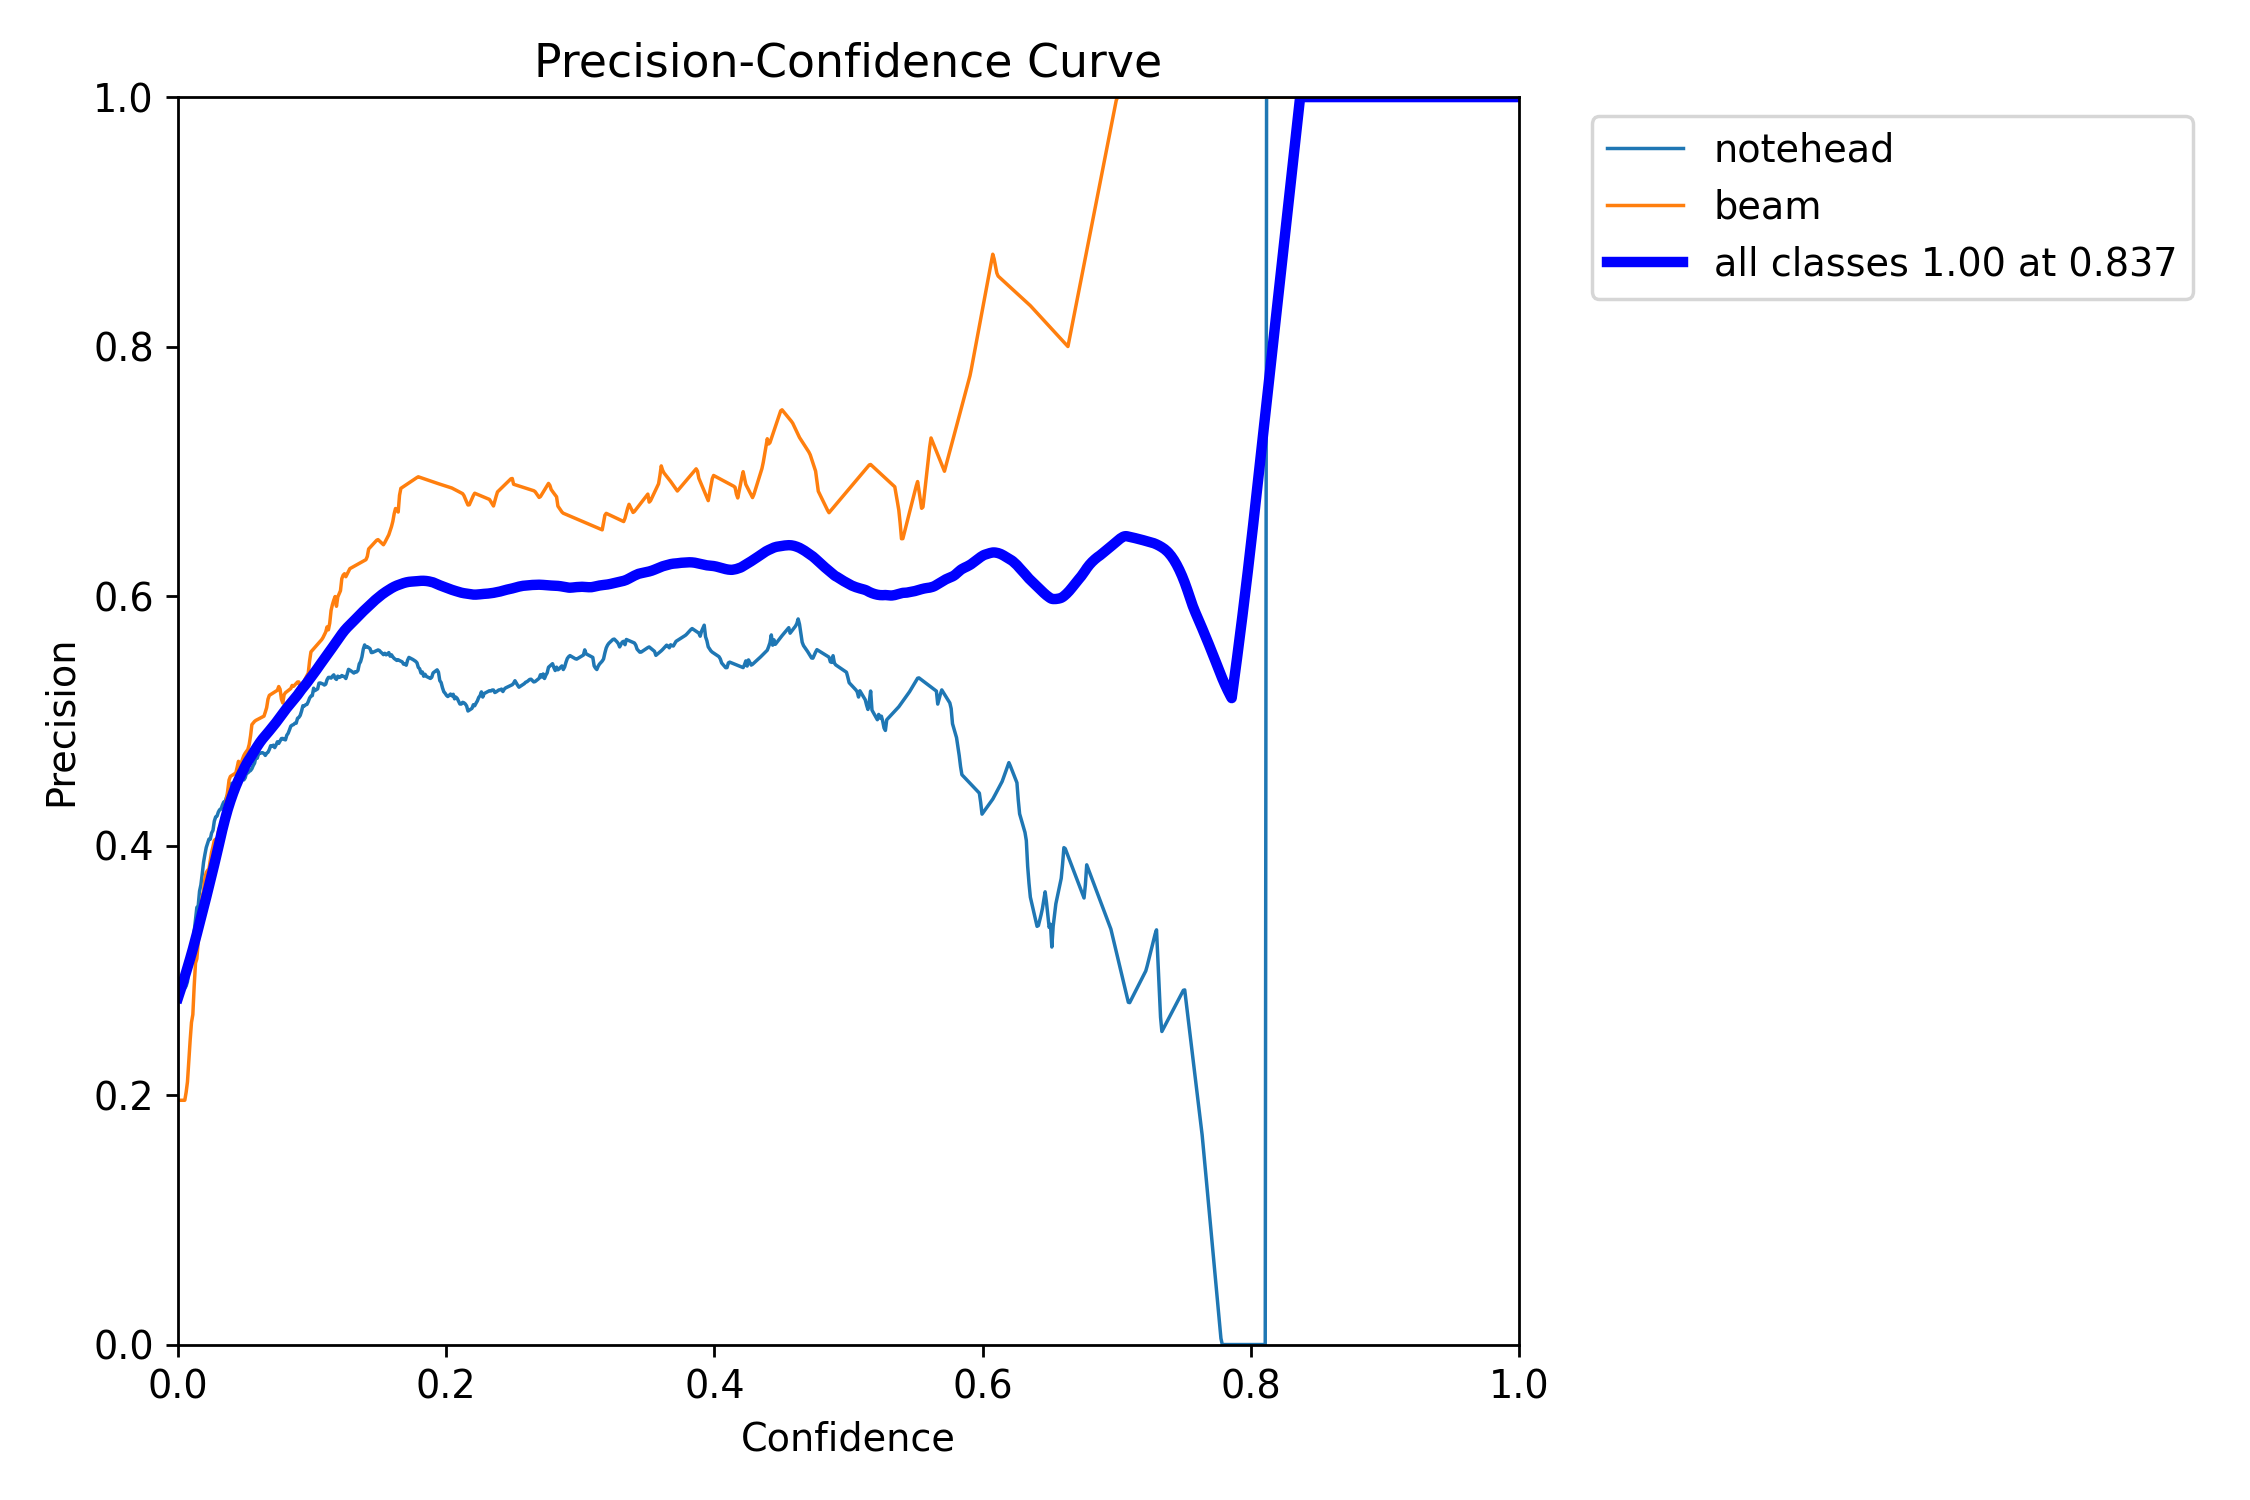 Precision-Confidence Curve
1.0
0.8
0.6
0.4
0.2
0.0
Precision
0.0 0.2 0.4 0.6 0.8 1.0
Confidence
notehead
beam
all classes 1.00 at 0.837